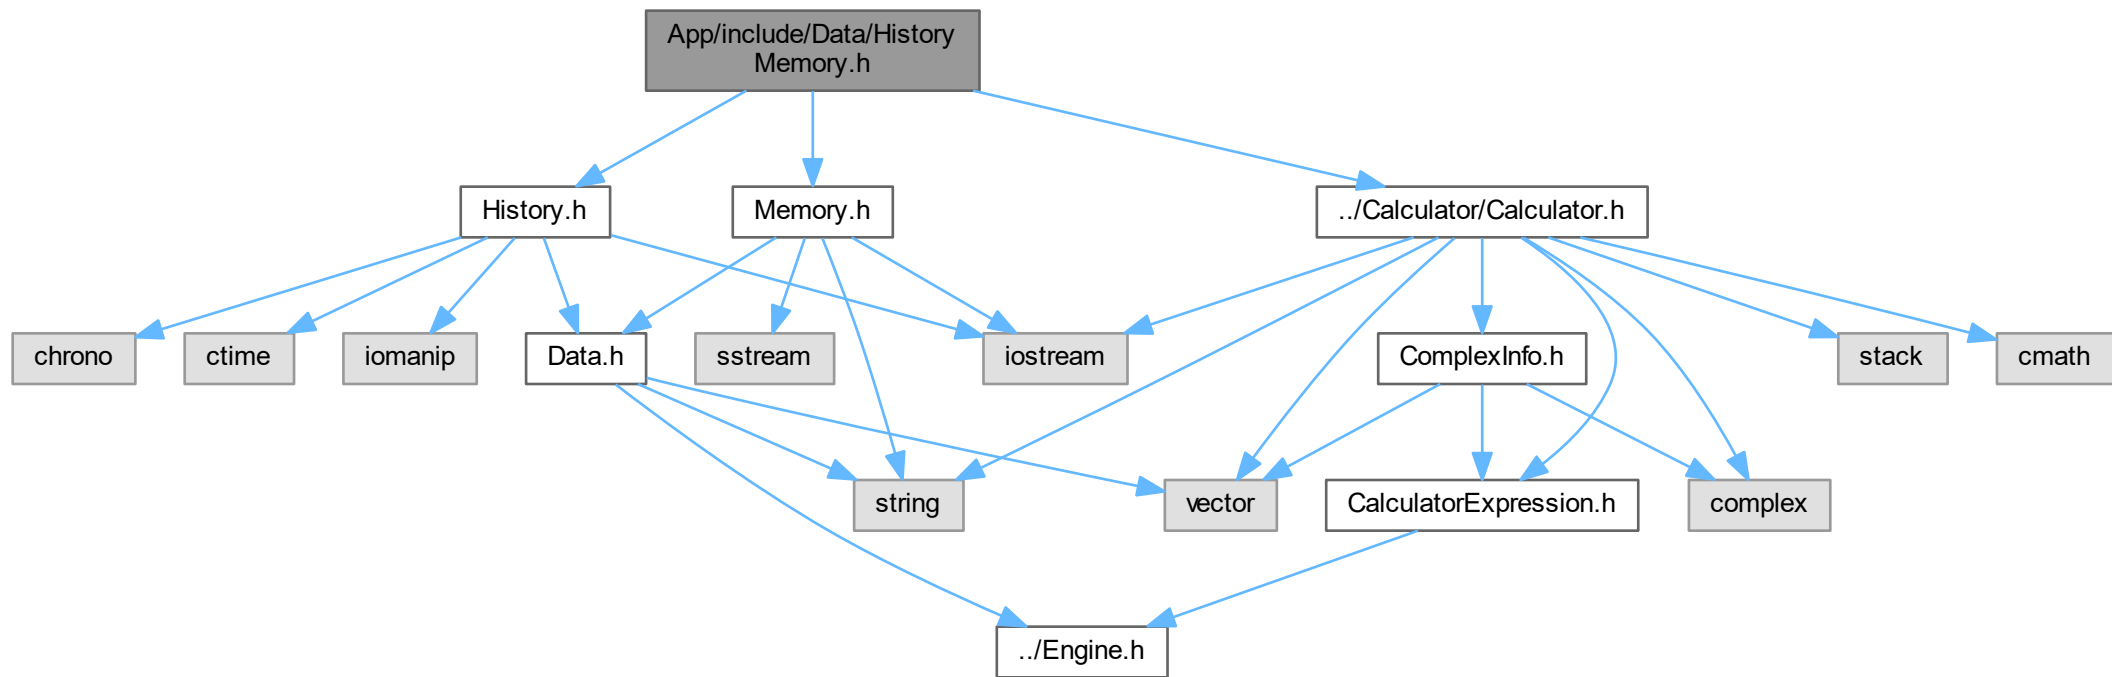 App/include/Data/History
Memory.h
History.h
Memory.h
../Calculator/Calculator.h
chrono
ctime
iomanip
Data.h
sstream
iostream
ComplexInfo.h
stack
cmath
string
vector
CalculatorExpression.h
complex
../Engine.h